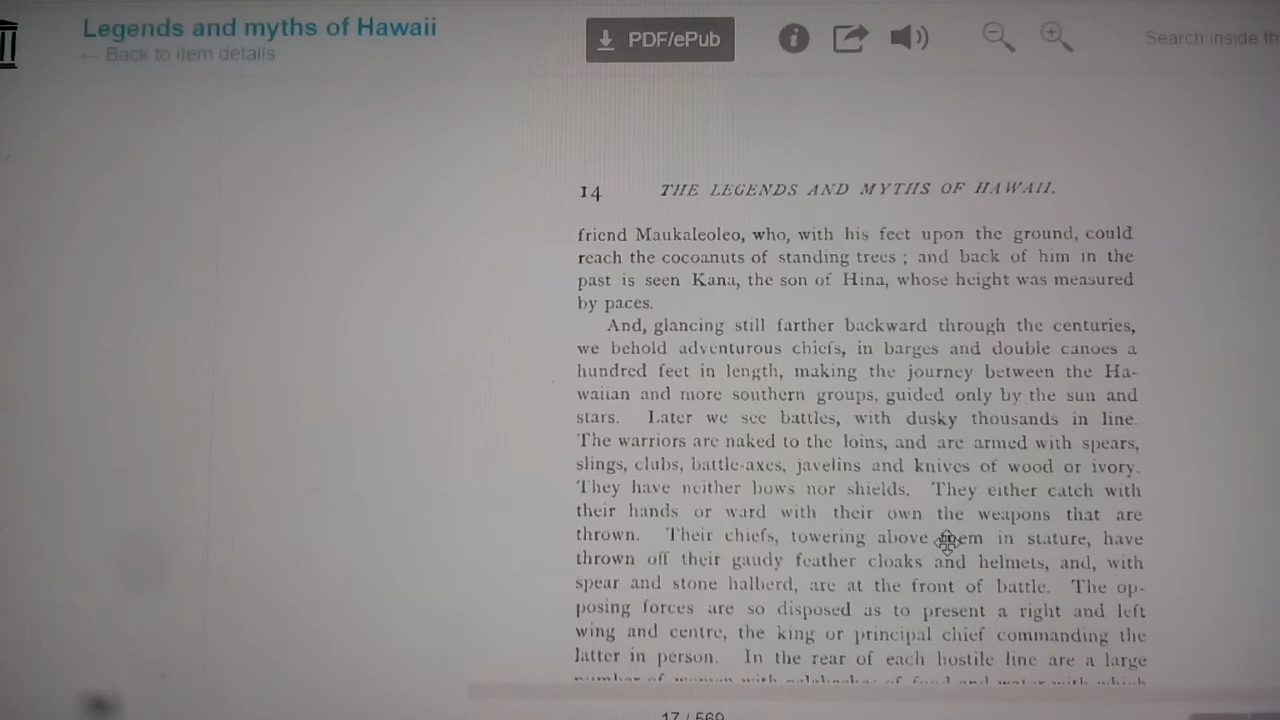 Legends and myths of Hawaii
← Back to item details
PDF/ePub
Search inside th
14 THE LEGENDS AND MYTHS OF HAWAII.
friend Maukaleoleo, who, with his feet upon the ground, could
reach the cocoanuts of standing trees ; and back of him in the
past is seen Kana, the son of Hina, whose height was measured
by paces.
And, glancing still farther backward through the centuries,
we behold adventurous chiefs, in barges and double canoes a
hundred feet in length, making the journey between the Ha-
waiian and more southern groups, guided only by the sun and
stars. Later we see battles, with dusky thousands in line.
The warriors are naked to the loins, and are armed with spears,
slings, clubs, battle-axes, javelins and knives of wood or ivory.
They have neither bows nor shields. They either catch with
their hands or ward with their own the weapons that are
thrown. Their chiefs, towering above them in stature, have
thrown off their gaudy feather cloaks and helmets, and, with
spear and stone halberd, are at the front of battle. The op-
posing forces are so disposed as to present a right and left
wing and centre, the king or principal chief commanding the
latter in person. In the rear of each hostile line are a large
number of women with calabashes of food and water with which
17 / 569